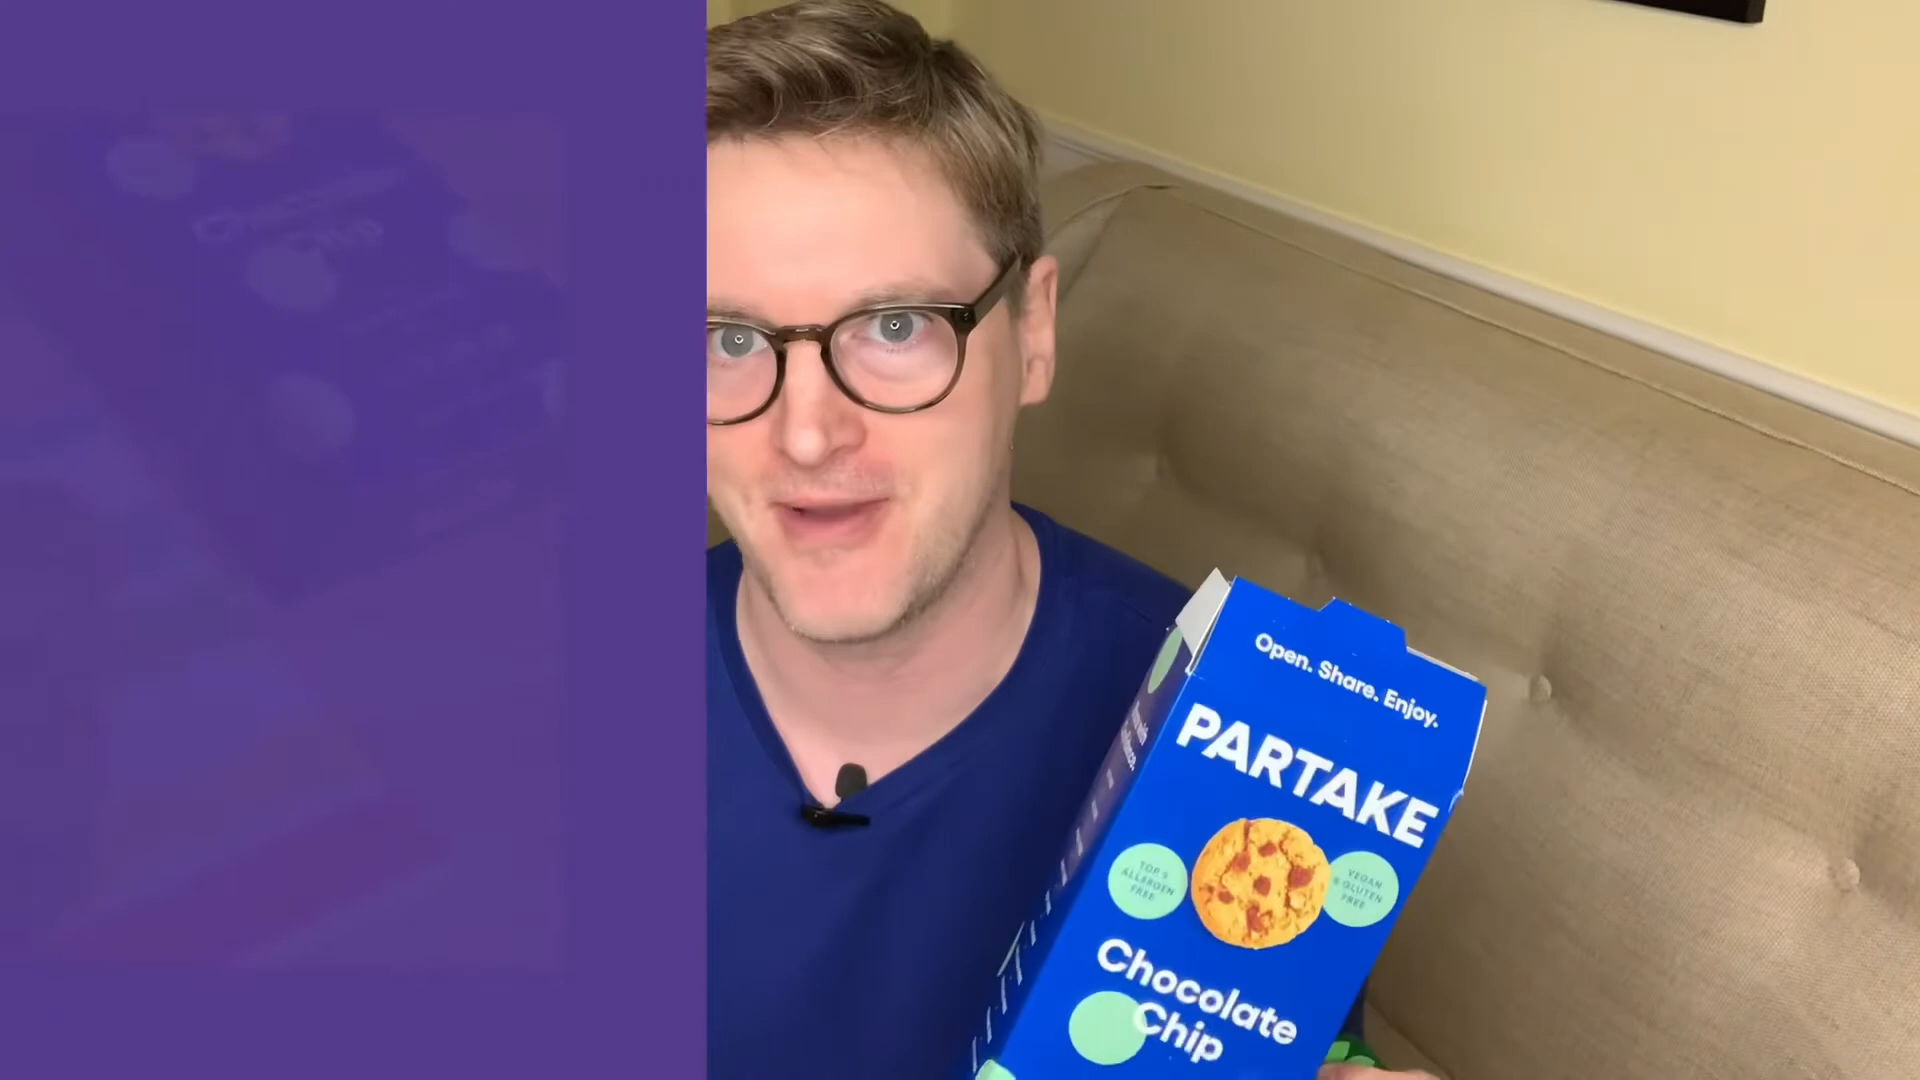 Open. Share. Enjoy.
PARTAKE
TOP 9
ALLERGEN
FREE
VEGAN
& GLUTEN
FREE
Chocolate
Chip